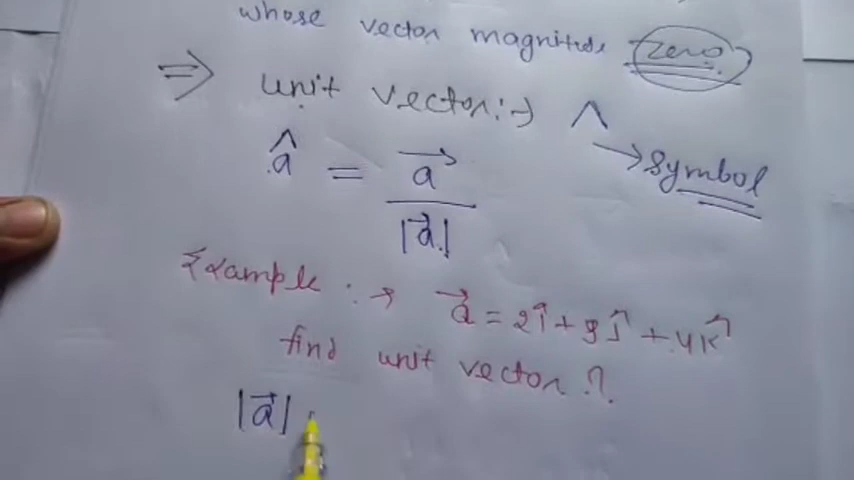 whose vector magnitude zero.
⇒ unit vector :→ ^
→ symbol
â = a⃗ / |a⃗|
Example :→ a⃗ = 2î + 3ĵ + 4k̂
find unit vector ?
|a⃗|